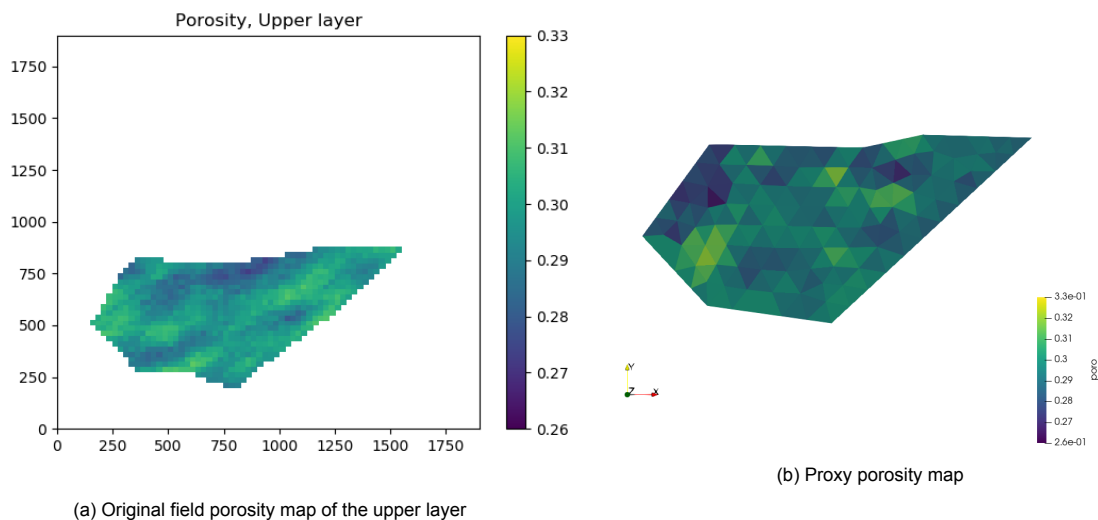 Porosity, Upper layer
1750
1500
1250
1000
750
500
250
0
0 250 500 750 1000 1250 1500 1750
0.33
0.32
0.31
0.30
0.29
0.28
0.27
0.26
(a) Original field porosity map of the upper layer
Y
Z X
3.3e-01
0.32
0.31
0.3
0.29
0.28
0.27
2.6e-01
paro
(b) Proxy porosity map